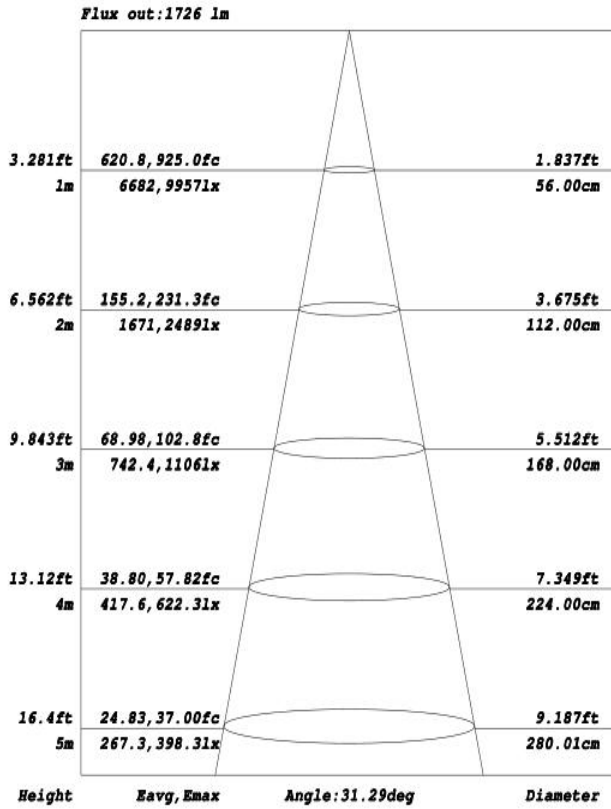 Flux out:1726 lm
3.281ft 620.8,925.0fc 1.837ft
1m 6682,9957lx 56.00cm
6.562ft 155.2,231.3fc 3.675ft
2m 1671,2489lx 112.00cm
9.843ft 68.98,102.8fc 5.512ft
3m 742.4,1106lx 168.00cm
13.12ft 38.80,57.82fc 7.349ft
4m 417.6,622.3lx 224.00cm
16.4ft 24.83,37.00fc 9.187ft
5m 267.3,398.3lx 280.01cm
Height Eavg,Emax Angle:31.29deg Diameter